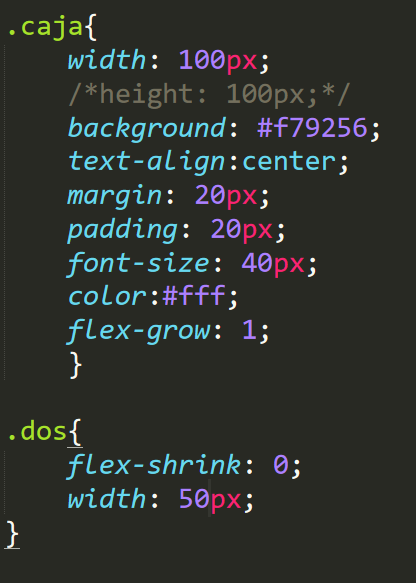 .caja{
width: 100px;
/*height: 100px;*/
background: #f79256;
text-align:center;
margin: 20px;
padding: 20px;
font-size: 40px;
color:#fff;
flex-grow: 1;
}
.dos{
flex-shrink: 0;
width: 50px;
}